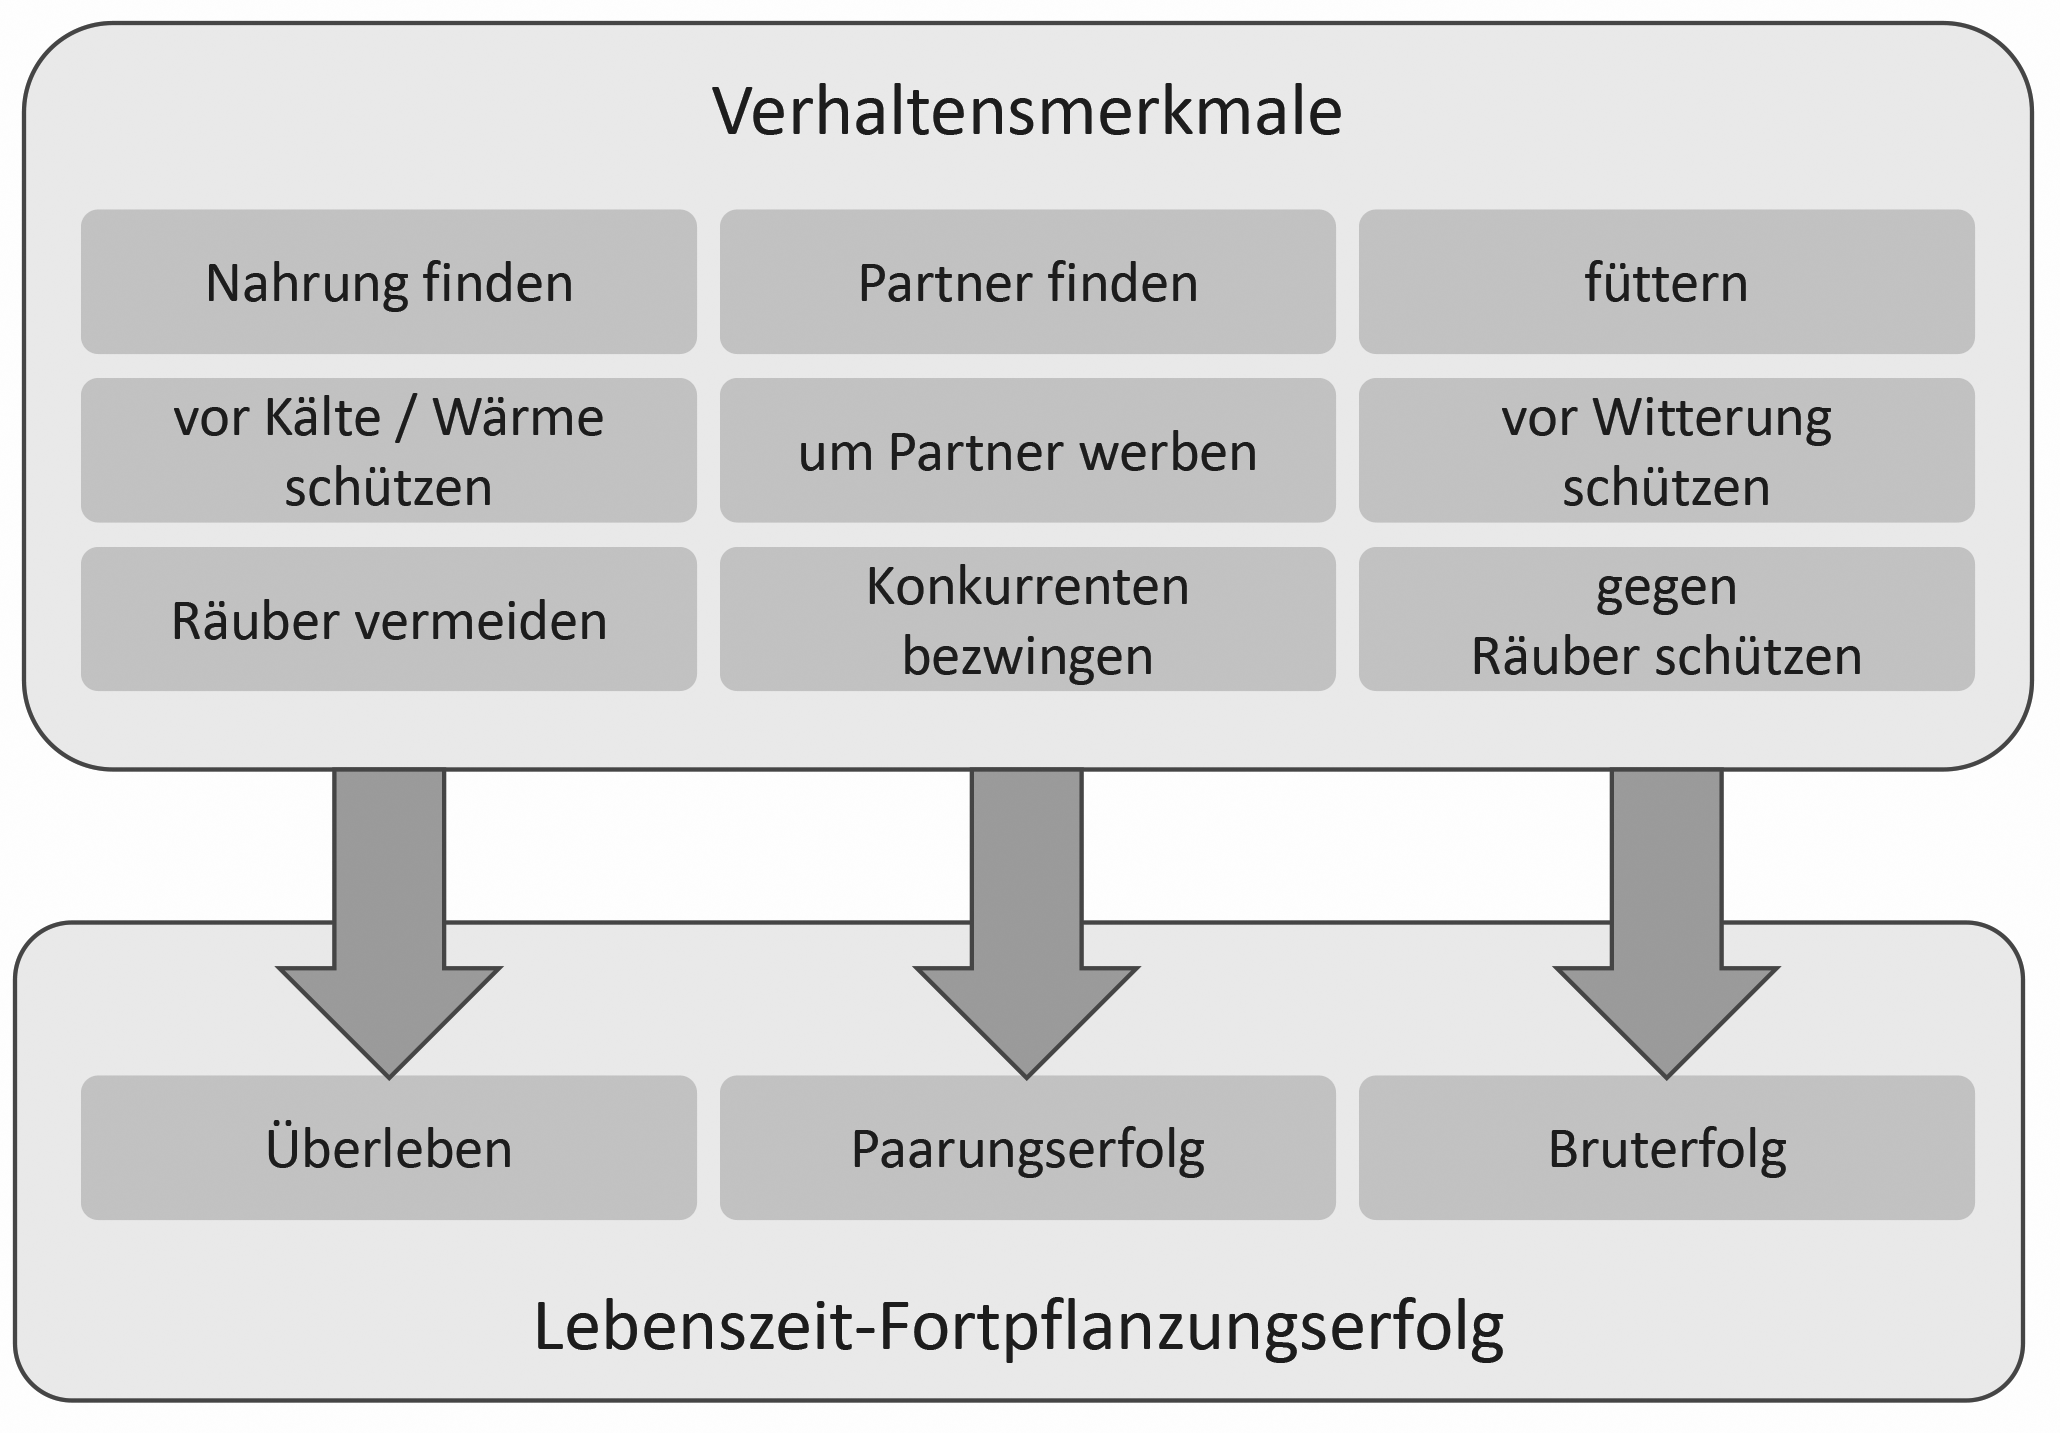 Verhaltensmerkmale
Nahrung finden
Partner finden
füttern
vor Kälte / Wärme
schützen
um Partner werben
vor Witterung
schützen
Räuber vermeiden
Konkurrenten
bezwingen
gegen
Räuber schützen
Überleben
Paarungserfolg
Bruterfolg
Lebenszeit-Fortpflanzungserfolg